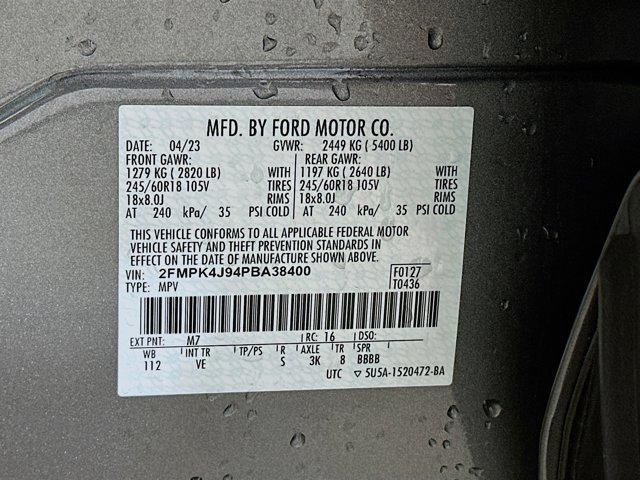 MFD. BY FORD MOTOR CO.
DATE: 04/23 GVWR: 2449 KG ( 5400 LB)
FRONT GAWR: REAR GAWR:
1279 KG ( 2820 LB) WITH 1197 KG ( 2640 LB) WITH
245/60R18 105V TIRES 245/60R18 105V TIRES
18x8.0J RIMS 18x8.0J RIMS
AT 240 kPa/ 35 PSI COLD AT 240 kPa/ 35 PSI COLD
THIS VEHICLE CONFORMS TO ALL APPLICABLE FEDERAL MOTOR
VEHICLE SAFETY AND THEFT PREVENTION STANDARDS IN
EFFECT ON THE DATE OF MANUFACTURE SHOWN ABOVE.
VIN: 2FMPK4J94PBA38400 F0127
TYPE: MPV T0436
EXT PNT: M7 RC: 16 DSO:
WB INT TR TP/PS R AXLE TR SPR
112 VE S 3K 8 BBBB
UTC ▽ 5U5A-1520472-BA